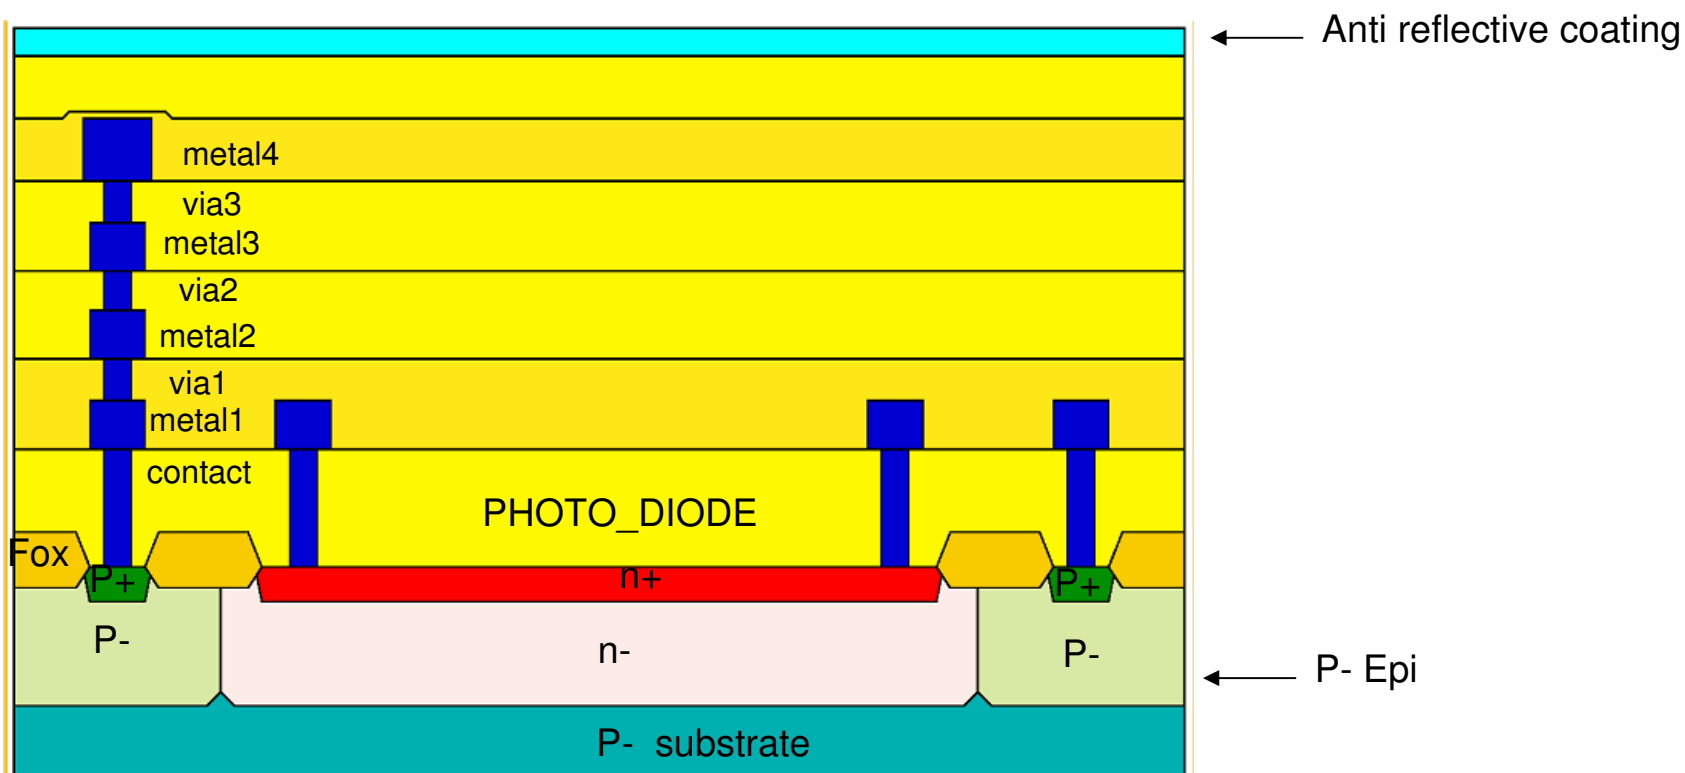 Anti reflective coating
metal4
via3
metal3
via2
metal2
via1
metal1
contact
PHOTO_DIODE
Fox
P+
n+
P+
P-
n-
P-
P- Epi
P- substrate